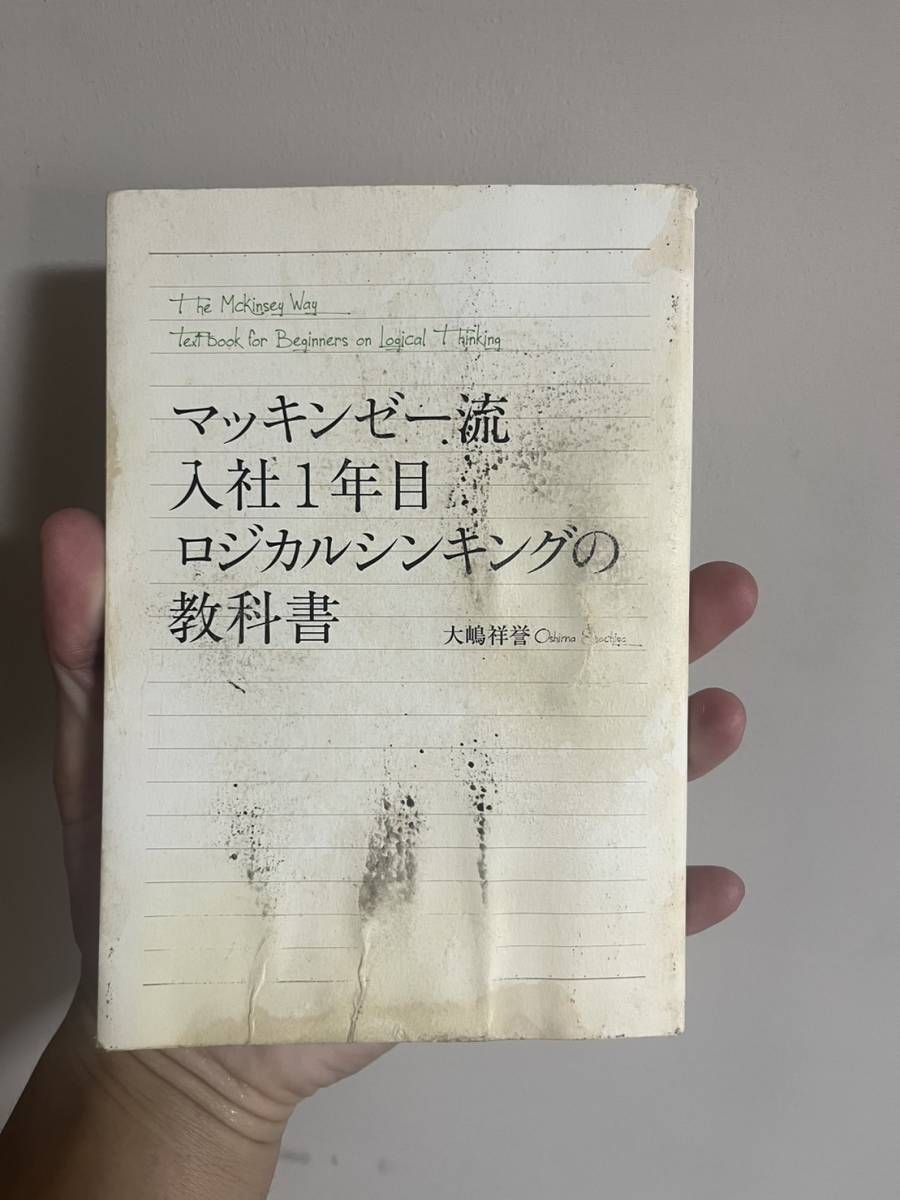 The Mckinsey Way
Text book for Beginners on Logical Thinking
マッキンゼー流
入社1年目
ロジカルシンキングの
教科書
大嶋祥誉 Oshima